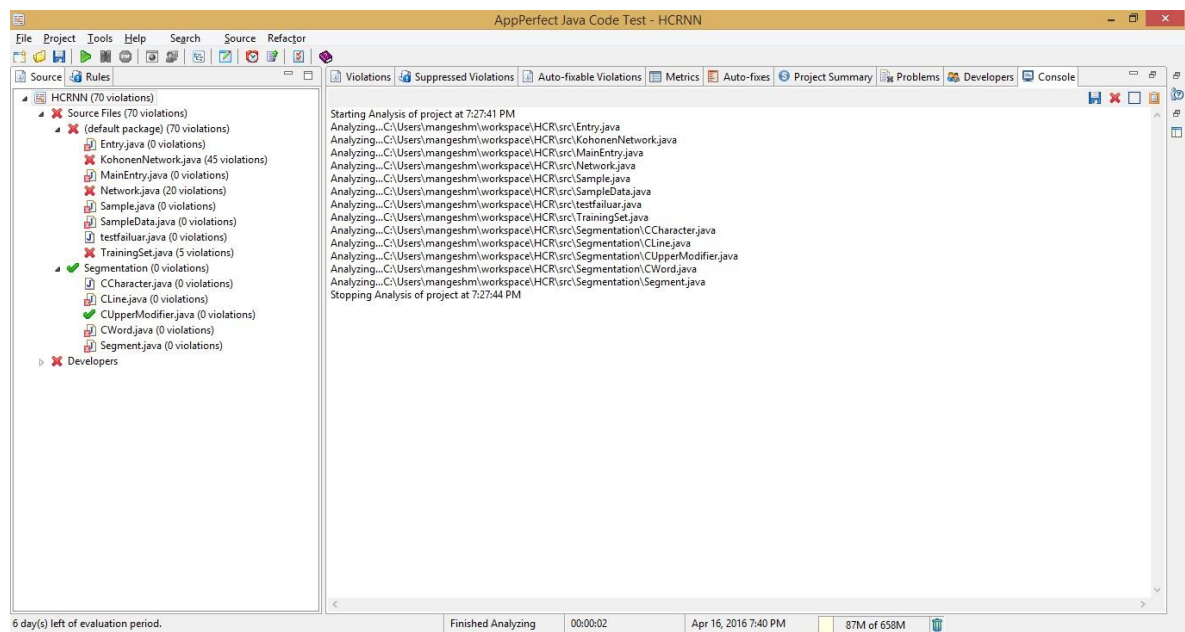 AppPerfect Java Code Test - HCRNN
File Project Tools Help Search Source Refactor
Source Rules
HCRNN (70 violations)
Source Files (70 violations)
(default package) (70 violations)
Entry.java (0 violations)
KohonenNetwork.java (45 violations)
MainEntry.java (0 violations)
Network.java (20 violations)
Sample.java (0 violations)
SampleData.java (0 violations)
testfailuar.java (0 violations)
TrainingSet.java (5 violations)
Segmentation (0 violations)
CCharacter.java (0 violations)
CLine.java (0 violations)
CUpperModifier.java (0 violations)
CWord.java (0 violations)
Segment.java (0 violations)
Developers
Violations Suppressed Violations Auto-fixable Violations Metrics Auto-fixes Project Summary Problems Developers Console
Starting Analysis of project at 7:27:41 PM
Analyzing...C:\Users\mangeshm\workspace\HCR\src\Entry.java
Analyzing...C:\Users\mangeshm\workspace\HCR\src\KohonenNetwork.java
Analyzing...C:\Users\mangeshm\workspace\HCR\src\MainEntry.java
Analyzing...C:\Users\mangeshm\workspace\HCR\src\Network.java
Analyzing...C:\Users\mangeshm\workspace\HCR\src\Sample.java
Analyzing...C:\Users\mangeshm\workspace\HCR\src\SampleData.java
Analyzing...C:\Users\mangeshm\workspace\HCR\src\testfailuar.java
Analyzing...C:\Users\mangeshm\workspace\HCR\src\TrainingSet.java
Analyzing...C:\Users\mangeshm\workspace\HCR\src\Segmentation\CCharacter.java
Analyzing...C:\Users\mangeshm\workspace\HCR\src\Segmentation\CLine.java
Analyzing...C:\Users\mangeshm\workspace\HCR\src\Segmentation\CUpperModifier.java
Analyzing...C:\Users\mangeshm\workspace\HCR\src\Segmentation\CWord.java
Analyzing...C:\Users\mangeshm\workspace\HCR\src\Segmentation\Segment.java
Stopping Analysis of project at 7:27:44 PM
6 day(s) left of evaluation period. Finished Analyzing 00:00:02 Apr 16, 2016 7:40 PM 87M of 658M